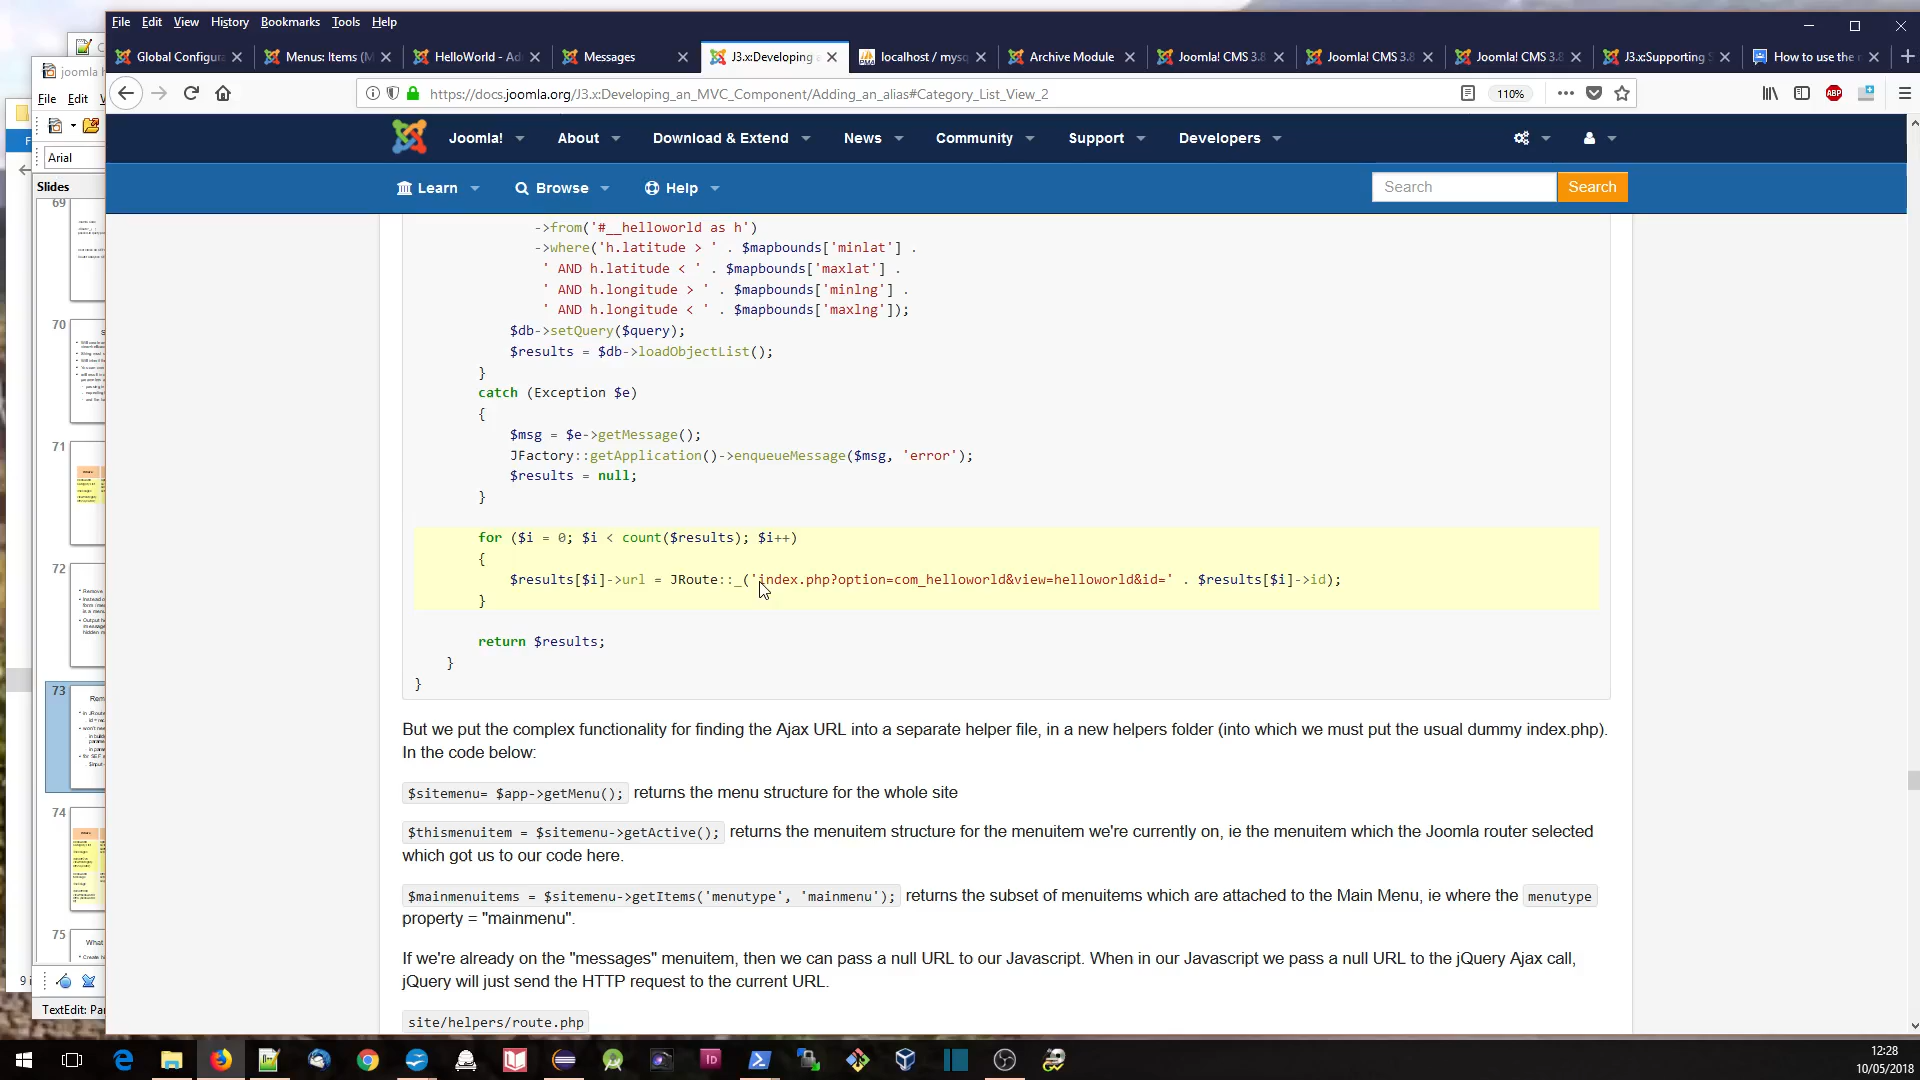 File Edit View History Bookmarks Tools Help
Global Configura
Menus: Items (M
HelloWorld - Ad
Messages
J3.x:Developing
localhost / mysq
Archive Module
Joomla! CMS 3.8
Joomla! CMS 3.8
Joomla! CMS 3.8
J3.x:Supporting S
How to use the
https://docs.joomla.org/J3.x:Developing_an_MVC_Component/Adding_an_alias#Category_List_View_2
110%
ABP
joomla
File Edit V
Arial
Slides
69
70
71
72
73
74
75
TextEdit: Par
Joomla! About Download & Extend News Community Support Developers
Learn Browse Help
Search Search
->from('#__helloworld as h')
->where('h.latitude > ' . $mapbounds['minlat'] .
' AND h.latitude < ' . $mapbounds['maxlat'] .
' AND h.longitude > ' . $mapbounds['minlng'] .
' AND h.longitude < ' . $mapbounds['maxlng']);
$db->setQuery($query);
$results = $db->loadObjectList();
}
catch (Exception $e)
{
$msg = $e->getMessage();
JFactory::getApplication()->enqueueMessage($msg, 'error');
$results = null;
}
for ($i = 0; $i < count($results); $i++)
{
$results[$i]->url = JRoute::_('index.php?option=com_helloworld&view=helloworld&id=' . $results[$i]->id);
}
return $results;
}
}
But we put the complex functionality for finding the Ajax URL into a separate helper file, in a new helpers folder (into which we must put the usual dummy index.php).
In the code below:
$sitemenu= $app->getMenu(); returns the menu structure for the whole site
$thismenuitem = $sitemenu->getActive(); returns the menuitem structure for the menuitem we're currently on, ie the menuitem which the Joomla router selected
which got us to our code here.
$mainmenuitems = $sitemenu->getItems('menutype', 'mainmenu'); returns the subset of menuitems which are attached to the Main Menu, ie where the menutype
property = "mainmenu".
If we're already on the "messages" menuitem, then we can pass a null URL to our Javascript. When in our Javascript we pass a null URL to the jQuery Ajax call,
jQuery will just send the HTTP request to the current URL.
site/helpers/route.php
12:28
10/05/2018